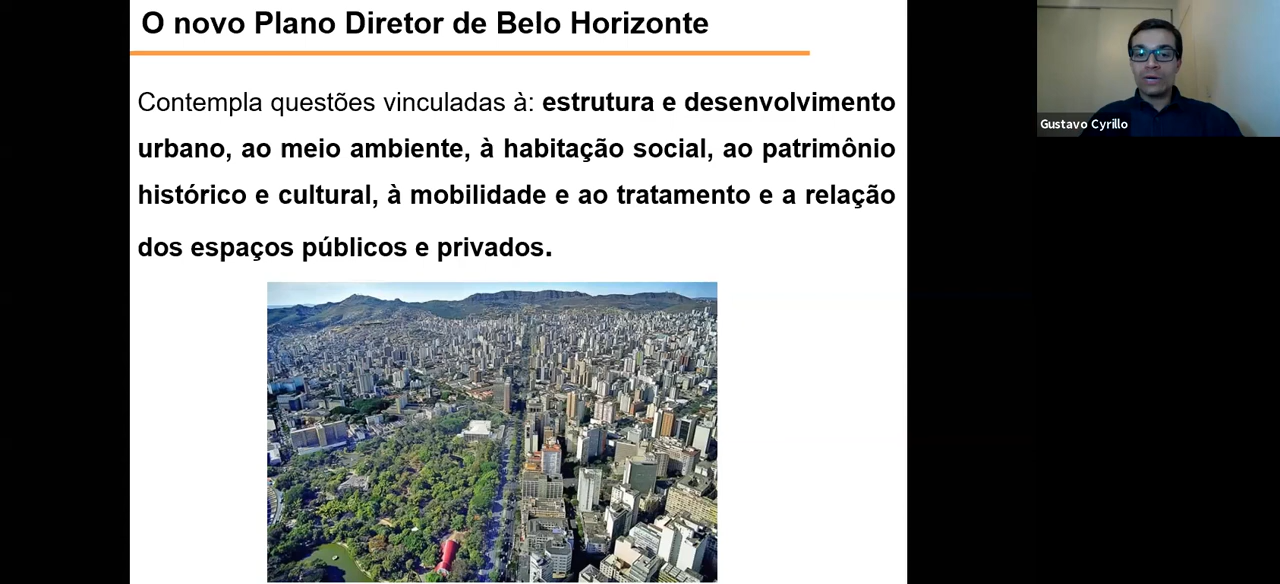 O novo Plano Diretor de Belo Horizonte
Contempla questões vinculadas à: estrutura e desenvolvimento
urbano, ao meio ambiente, à habitação social, ao patrimônio
histórico e cultural, à mobilidade e ao tratamento e a relação
dos espaços públicos e privados.
Gustavo Cyrillo